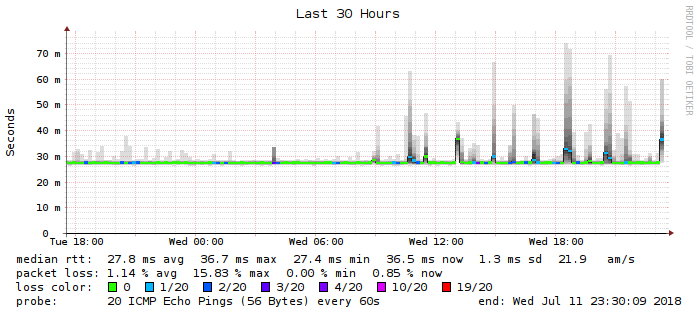 Last 30 Hours
RRDTOOL / TOBI OETIKER
Seconds
70 m
60 m
50 m
40 m
30 m
20 m
10 m
0
Tue 18:00 Wed 00:00 Wed 06:00 Wed 12:00 Wed 18:00
median rtt: 27.8 ms avg 36.7 ms max 27.4 ms min 36.5 ms now 1.3 ms sd 21.9 am/s
packet loss: 1.14 % avg 15.83 % max 0.00 % min 0.85 % now
loss color: 0 1/20 2/20 3/20 4/20 10/20 19/20
probe: 20 ICMP Echo Pings (56 Bytes) every 60s end: Wed Jul 11 23:30:09 2018